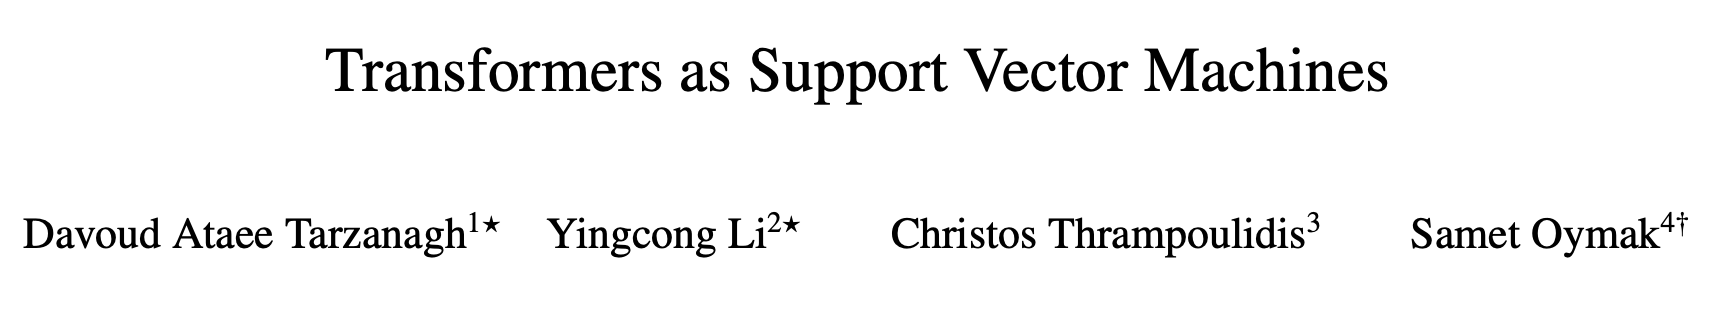 Transformers as Support Vector Machines
Davoud Ataee Tarzanagh¹⋆ Yingcong Li²⋆ Christos Thrampoulidis³ Samet Oymak⁴†